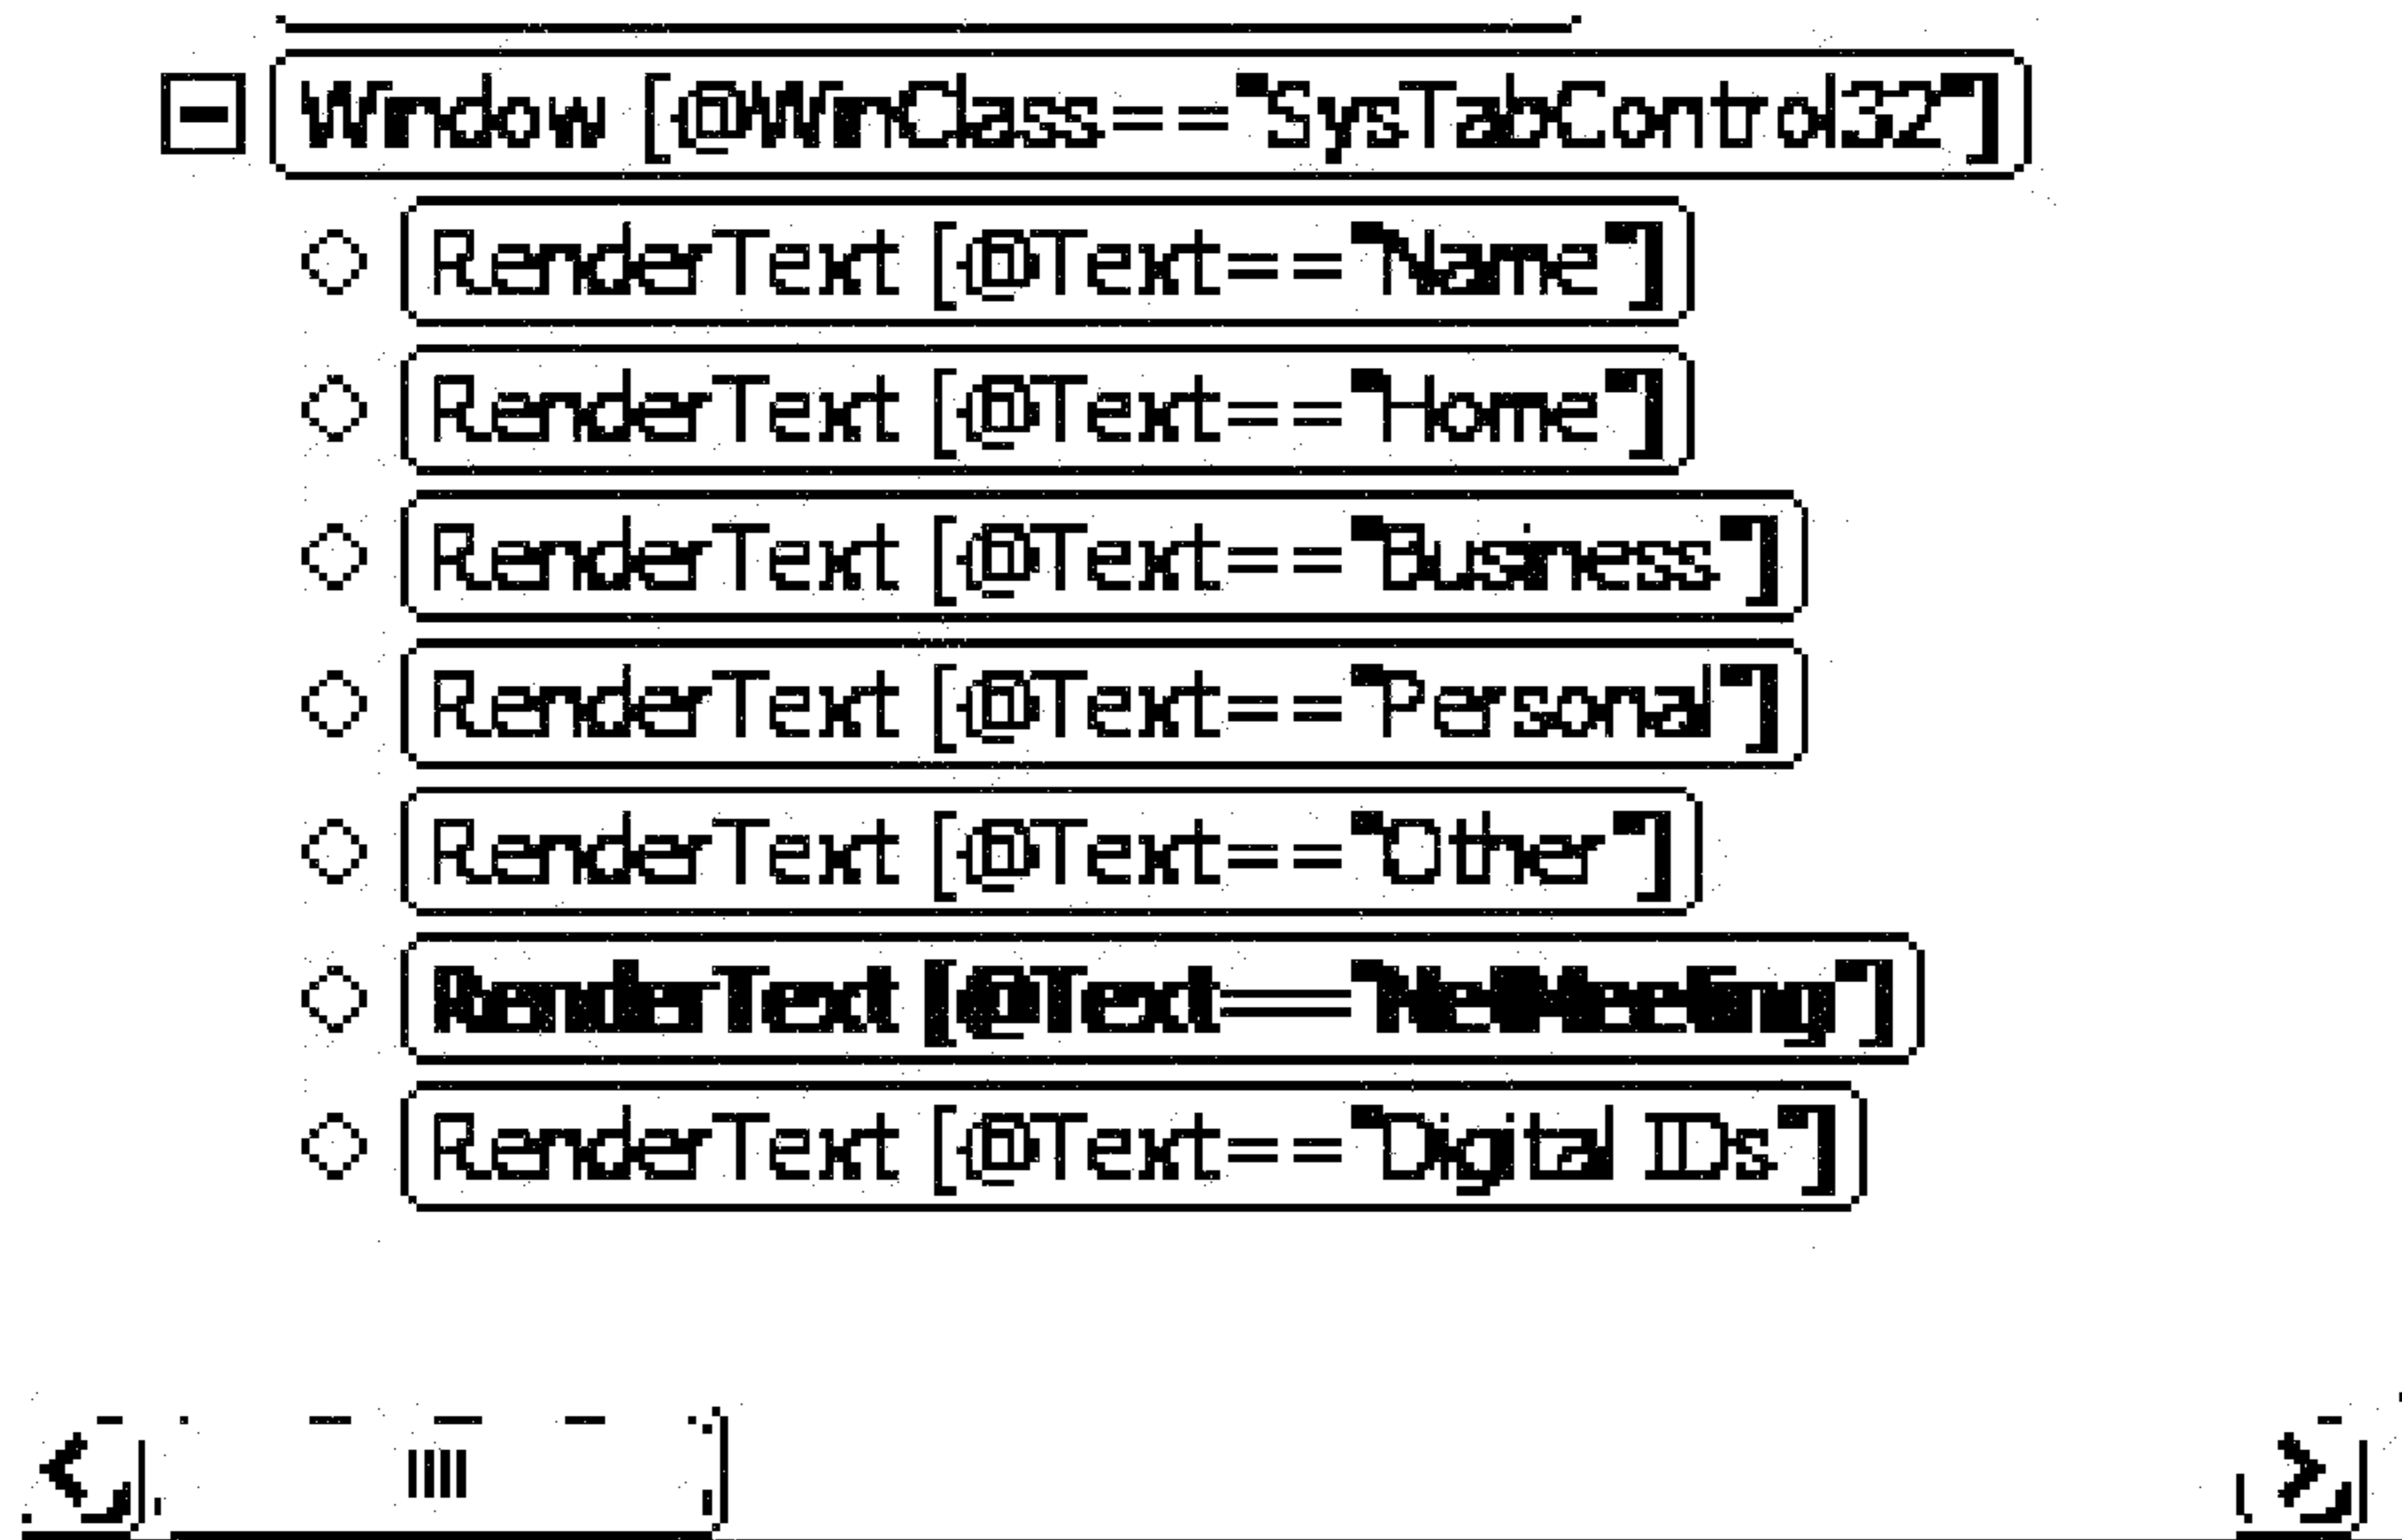 Window [@WinClass=="SysTabControl32"]
RenderText [@Text=="Name"]
RenderText [@Text=="Home"]
RenderText [@Text=="Business"]
RenderText [@Text=="Personal"]
RenderText [@Text=="Other"]
RenderText [@Text=="NetMeeting"]
RenderText [@Text=="Digital IDs"]